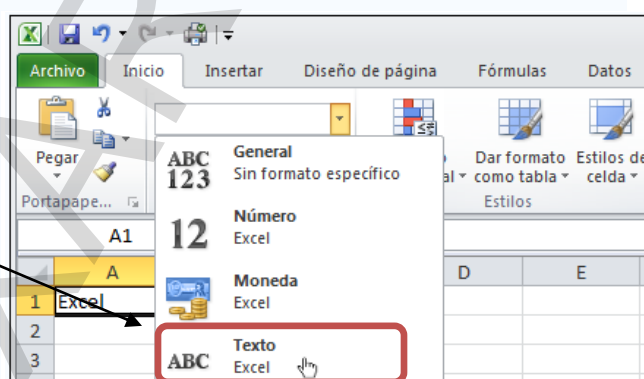 Archivo Inicio Insertar Diseño de página Fórmulas Datos
Pegar
Portapape...
ABC 123 General
Sin formato específico
al como tabla celda
Dar formato Estilos de
Estilos
A1
12 Número
Excel
Moneda
Excel
ABC Texto
Excel
A D E
1 Excel
2
3